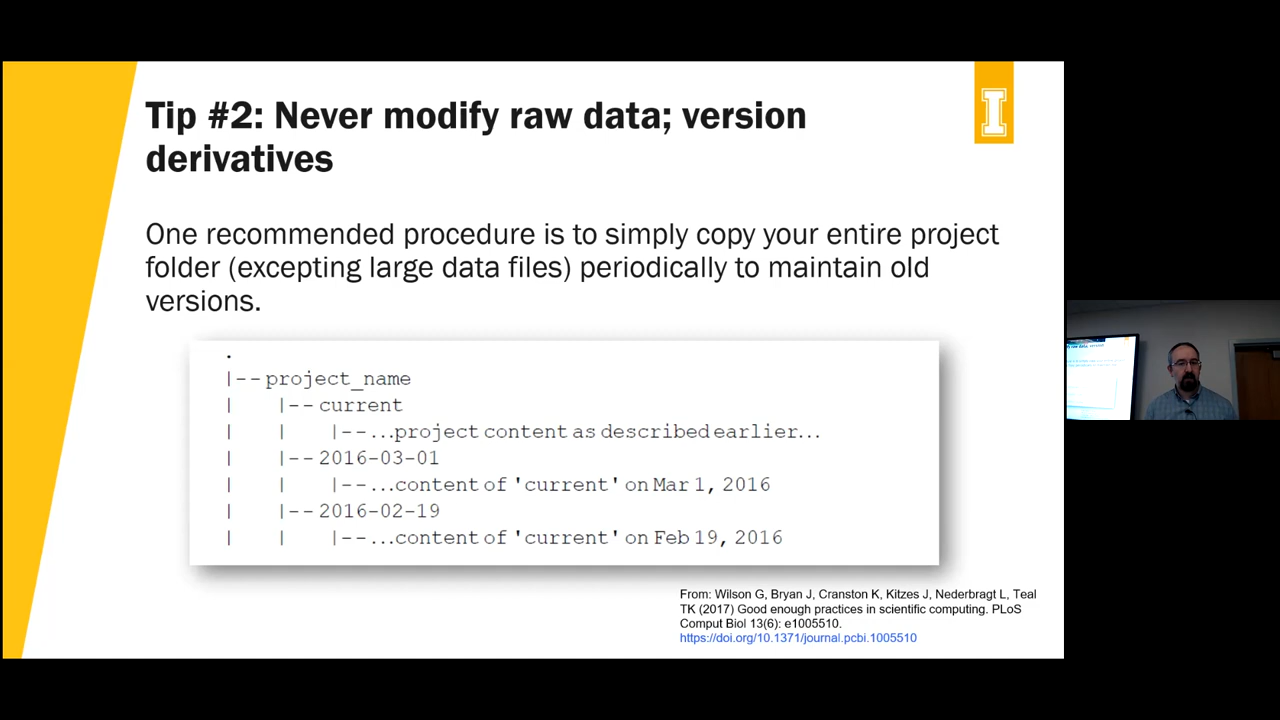 Tip #2: Never modify raw data; version
derivatives
I
One recommended procedure is to simply copy your entire project
folder (excepting large data files) periodically to maintain old
versions.
.
|--project_name
|   |--current
|   |   |--...project content as described earlier...
|   |--2016-03-01
|   |   |--...content of 'current' on Mar 1, 2016
|   |--2016-02-19
|   |   |--...content of 'current' on Feb 19, 2016
From: Wilson G, Bryan J, Cranston K, Kitzes J, Nederbragt L, Teal
TK (2017) Good enough practices in scientific computing. PLoS
Comput Biol 13(6): e1005510.
https://doi.org/10.1371/journal.pcbi.1005510